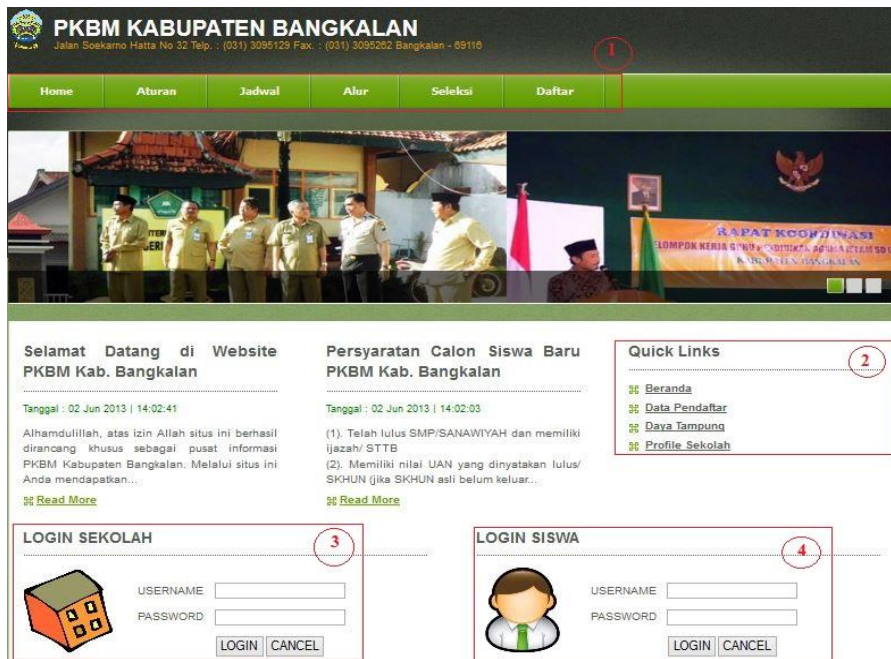 PKBM KABUPATEN BANGKALAN
Jalan Soekarno Hatta No 32 Telp. : (031) 3095129 Fax. : (031) 3095262 Bangkalan - 69116
1
Home Aturan Jadwal Alur Seleksi Daftar
RAPAT KOORDINASI
KABUPATEN BANGKALAN
Selamat Datang di Website
PKBM Kab. Bangkalan
Tanggal : 02 Jun 2013 | 14:02:41
Alhamdulillah, atas izin Allah situs ini berhasil
dirancang khusus sebagai pusat informasi
PKBM Kabupaten Bangkalan. Melalui situs ini
Anda mendapatkan...
Read More
Persyaratan Calon Siswa Baru
PKBM Kab. Bangkalan
Tanggal : 02 Jun 2013 | 14:02:03
(1). Telah lulus SMP/SANAWIYAH dan memiliki
ijazah/ STTB
(2). Memiliki nilai UAN yang dinyatakan lulus/
SKHUN (jika SKHUN asli belum keluar...
Read More
Quick Links
2
Beranda
Data Pendaftar
Daya Tampung
Profile Sekolah
LOGIN SEKOLAH
3
USERNAME
PASSWORD
LOGIN CANCEL
LOGIN SISWA
4
USERNAME
PASSWORD
LOGIN CANCEL